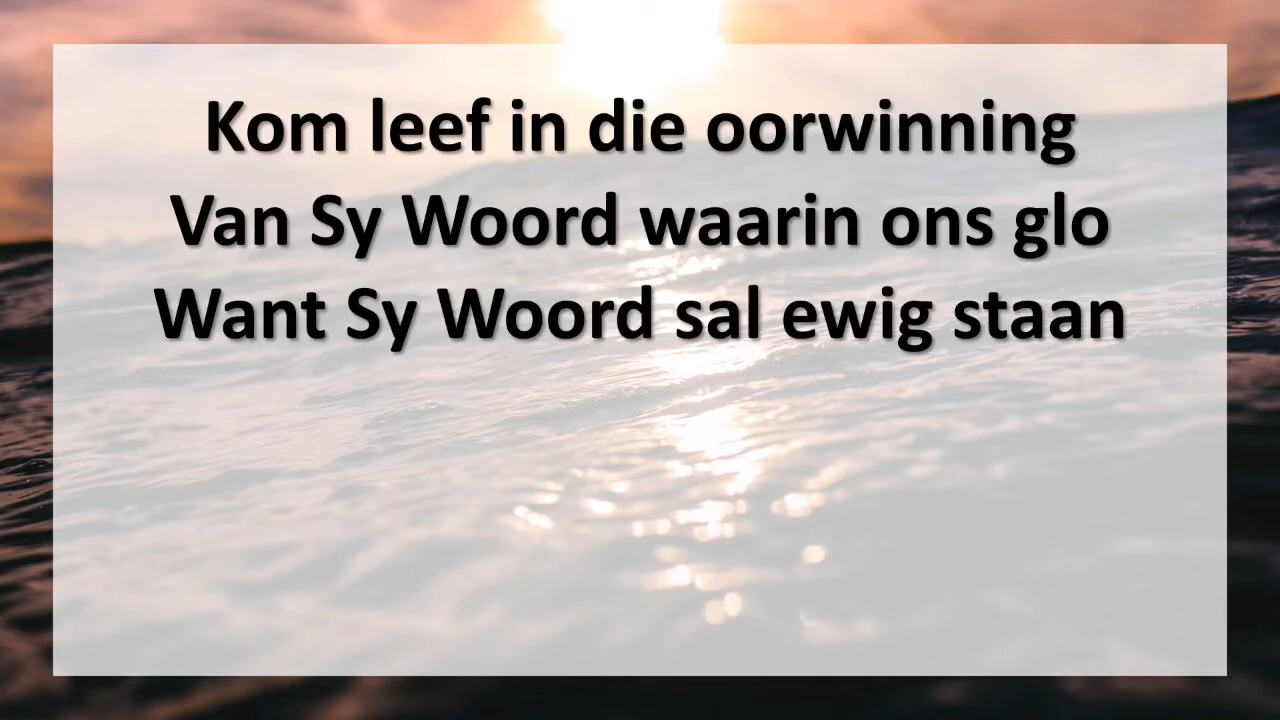 Kom leef in die oorwinning
Van Sy Woord waarin ons glo
Want Sy Woord sal ewig staan